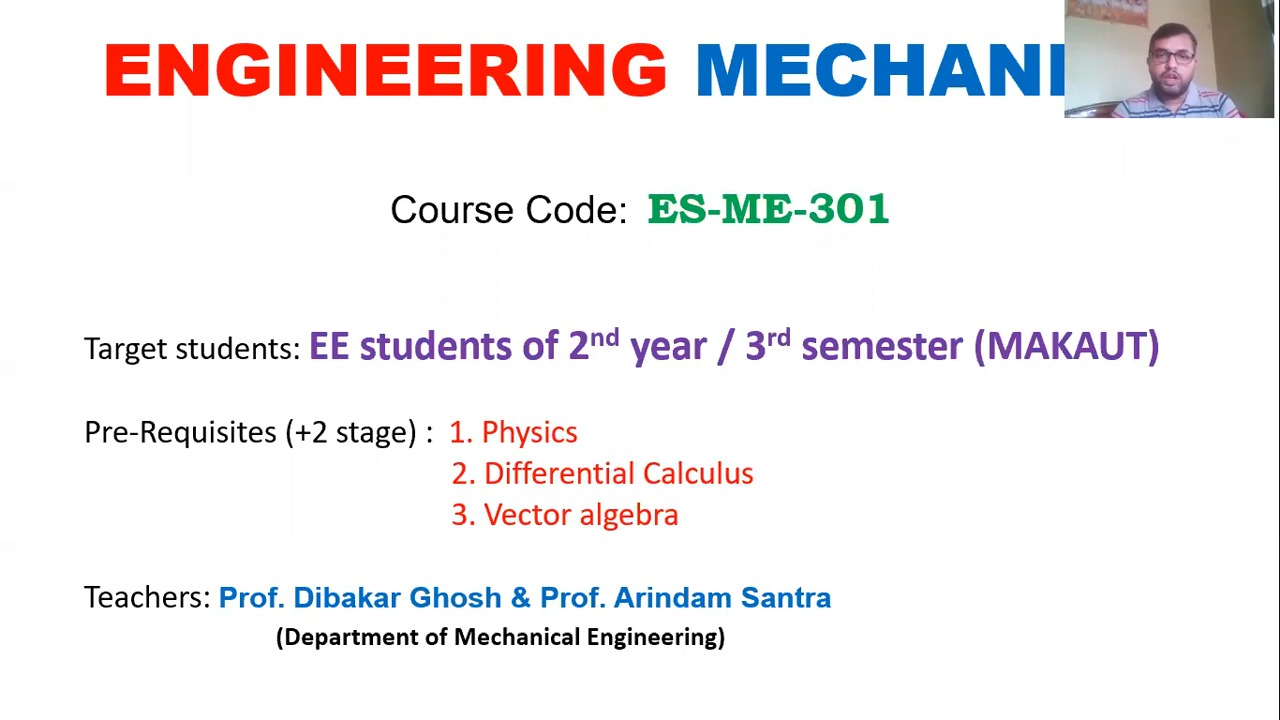 ENGINEERING MECHANI
Course Code: ES-ME-301
Target students: EE students of 2nd year / 3rd semester (MAKAUT)
Pre-Requisites (+2 stage) : 1. Physics
2. Differential Calculus
3. Vector algebra
Teachers: Prof. Dibakar Ghosh & Prof. Arindam Santra
(Department of Mechanical Engineering)